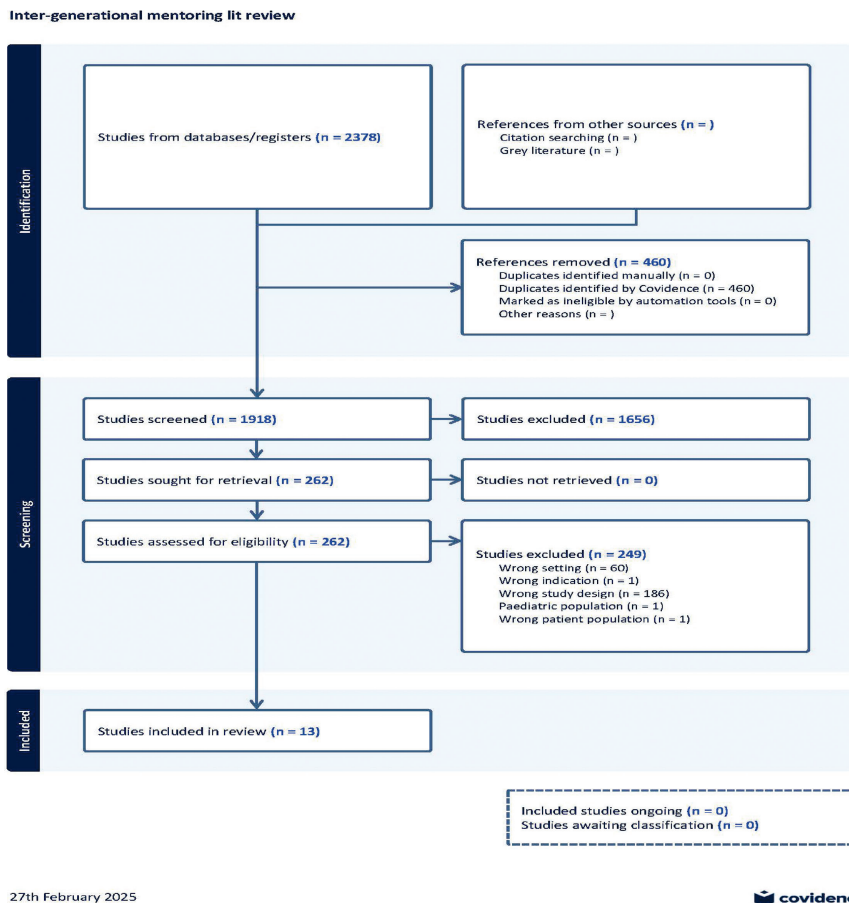 Inter-generational mentoring lit review
Identification
Studies from databases/registers (n = 2378)
References from other sources (n = )
Citation searching (n = )
Grey literature (n = )
References removed (n = 460)
Duplicates identified manually (n = 0)
Duplicates identified by Covidence (n = 460)
Marked as ineligible by automation tools (n = 0)
Other reasons (n = )
Screening
Studies screened (n = 1918)
Studies excluded (n = 1656)
Studies sought for retrieval (n = 262)
Studies not retrieved (n = 0)
Studies assessed for eligibility (n = 262)
Studies excluded (n = 249)
Wrong setting (n = 60)
Wrong indication (n = 1)
Wrong study design (n = 186)
Paediatric population (n = 1)
Wrong patient population (n = 1)
Included
Studies included in review (n = 13)
Included studies ongoing (n = 0)
Studies awaiting classification (n = 0)
27th February 2025
covidence